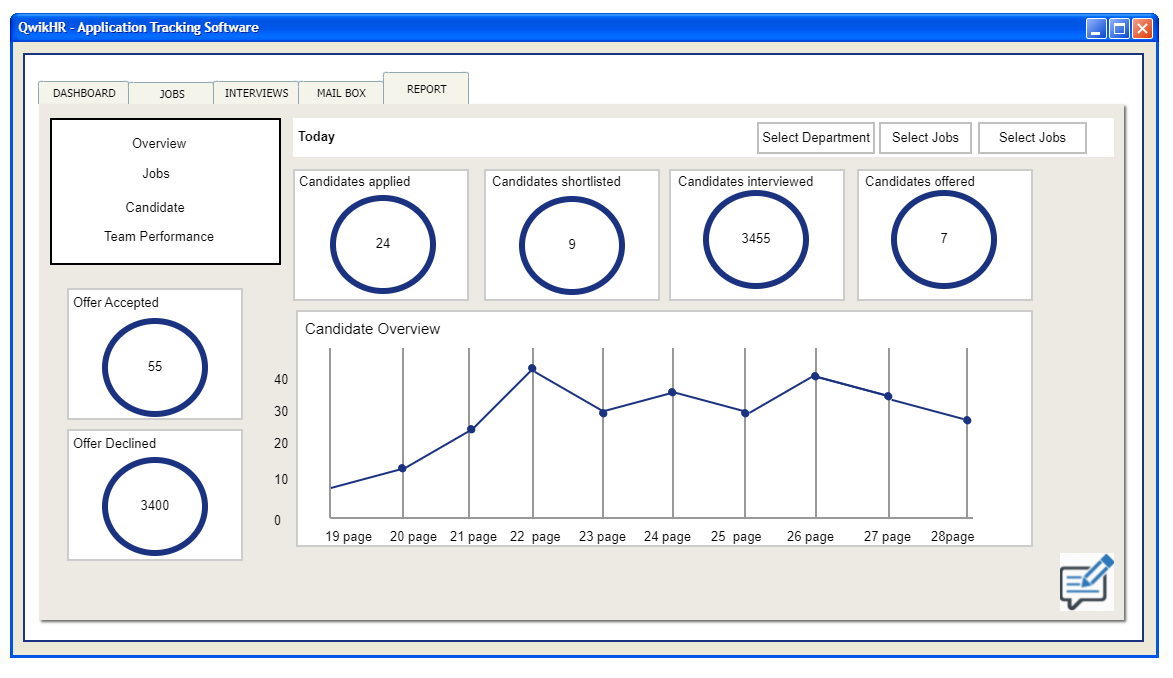 QwikHR - Application Tracking Software
DASHBOARD
JOBS
INTERVIEWS
MAIL BOX
REPORT
Overview
Jobs
Candidate
Team Performance
Today
Select Department
Select Jobs
Select Jobs
Candidates applied
24
Candidates shortlisted
9
Candidates interviewed
3455
Candidates offered
7
Offer Accepted
55
Offer Declined
3400
Candidate Overview
40
30
20
10
0
19 page
20 page
21 page
22 page
23 page
24 page
25 page
26 page
27 page
28page